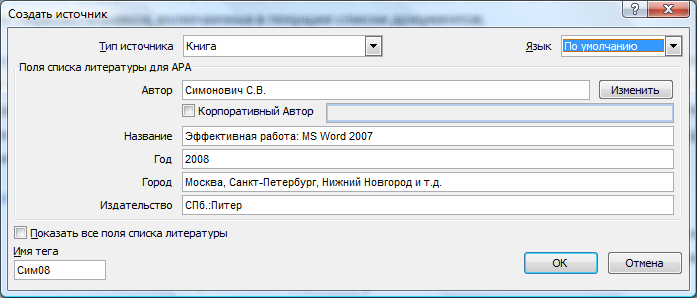 Создать источник
Тип источника Книга Язык По умолчанию
Поля списка литературы для APA
Автор Симонович С.В. Изменить
Корпоративный Автор
Название Эффективная работа: MS Word 2007
Год 2008
Город Москва, Санкт-Петербург, Нижний Новгород и т.д.
Издательство СПб.:Питер
Показать все поля списка литературы
Имя тега
Сим08 ОК Отмена